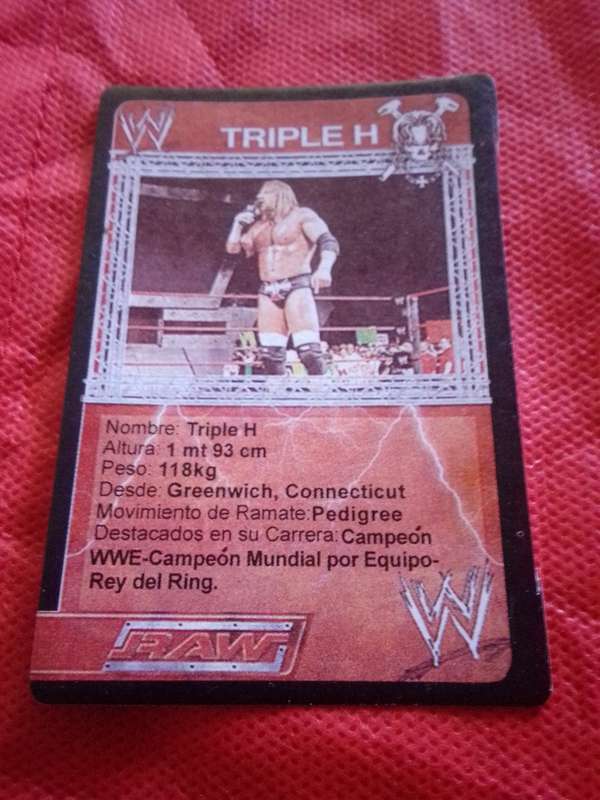 W
TRIPLE H
Nombre: Triple H
Altura: 1 mt 93 cm
Peso: 118kg
Desde: Greenwich, Connecticut
Movimiento de Ramate:Pedigree
Destacados en su Carrera: Campeón
WWE-Campeón Mundial por Equipo-
Rey del Ring.
RAW
W